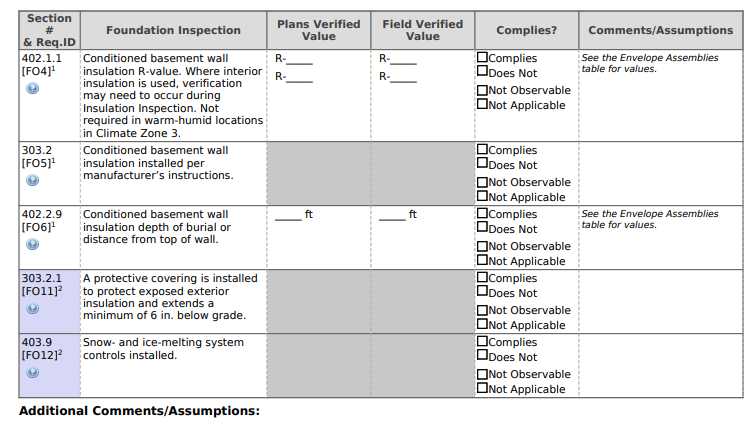 Section
#
& Req.ID
Foundation Inspection
Plans Verified
Value
Field Verified
Value
Complies?
Comments/Assumptions
402.1.1
[FO4]¹
Conditioned basement wall
insulation R-value. Where interior
insulation is used, verification
may need to occur during
Insulation Inspection. Not
required in warm-humid locations
in Climate Zone 3.
R-_____
R-_____
R-_____
R-_____
Complies
Does Not
Not Observable
Not Applicable
See the Envelope Assemblies
table for values.
303.2
[FO5]¹
Conditioned basement wall
insulation installed per
manufacturer’s instructions.
Complies
Does Not
Not Observable
Not Applicable
402.2.9
[FO6]¹
Conditioned basement wall
insulation depth of burial or
distance from top of wall.
_____ ft
_____ ft
Complies
Does Not
Not Observable
Not Applicable
See the Envelope Assemblies
table for values.
303.2.1
[FO11]²
A protective covering is installed
to protect exposed exterior
insulation and extends a
minimum of 6 in. below grade.
Complies
Does Not
Not Observable
Not Applicable
403.9
[FO12]²
Snow- and ice-melting system
controls installed.
Complies
Does Not
Not Observable
Not Applicable
Additional Comments/Assumptions: